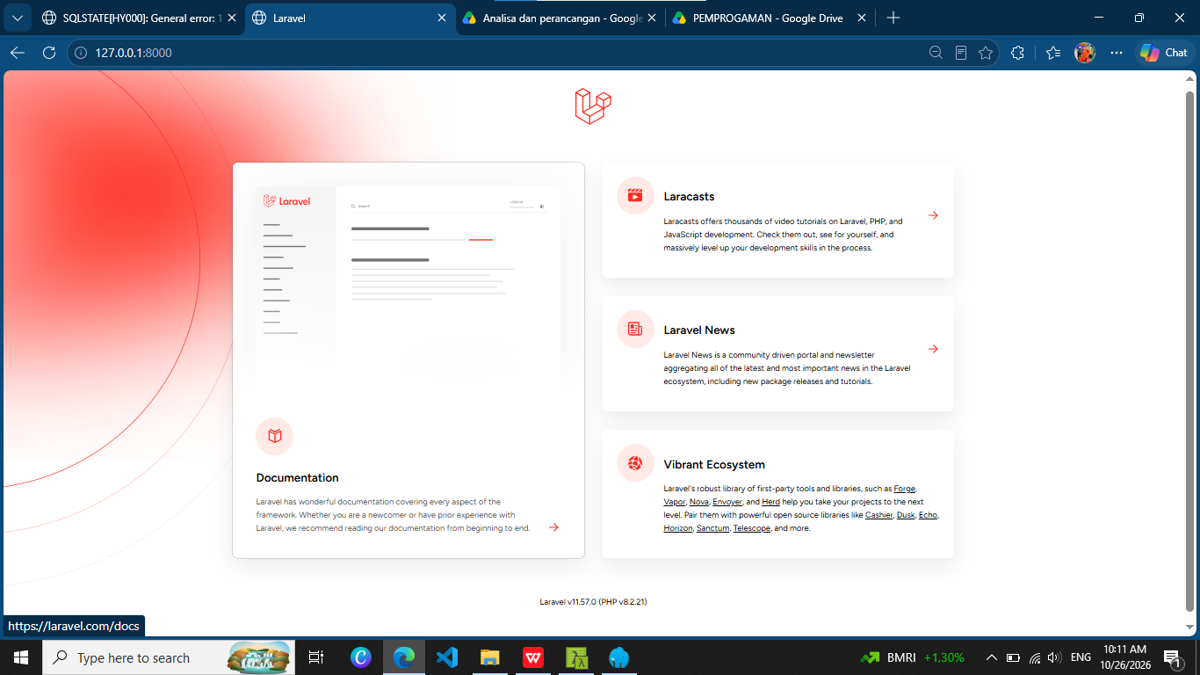 SQLSTATE[HY000]: General error: 1
Laravel
Analisa dan perancangan - Google
PEMPROGAMAN - Google Drive
127.0.0.1:8000
Chat
Laravel
Search
Laracasts
Laracasts offers thousands of video tutorials on Laravel, PHP, and
JavaScript development. Check them out, see for yourself, and
massively level up your development skills in the process.
Laravel News
Laravel News is a community driven portal and newsletter
aggregating all of the latest and most important news in the Laravel
ecosystem, including new package releases and tutorials.
Documentation
Laravel has wonderful documentation covering every aspect of the
framework. Whether you are a newcomer or have prior experience with
Laravel, we recommend reading our documentation from beginning to end.
Vibrant Ecosystem
Laravel's robust library of first-party tools and libraries, such as Forge,
Vapor, Nova, Envoyer, and Herd help you take your projects to the next
level. Pair them with powerful open source libraries like Cashier, Dusk, Echo,
Horizon, Sanctum, Telescope, and more.
Laravel v11.57.0 (PHP v8.2.21)
https://laravel.com/docs
Type here to search
BMRI +1,30%
ENG
10:11 AM
10/26/2026
1